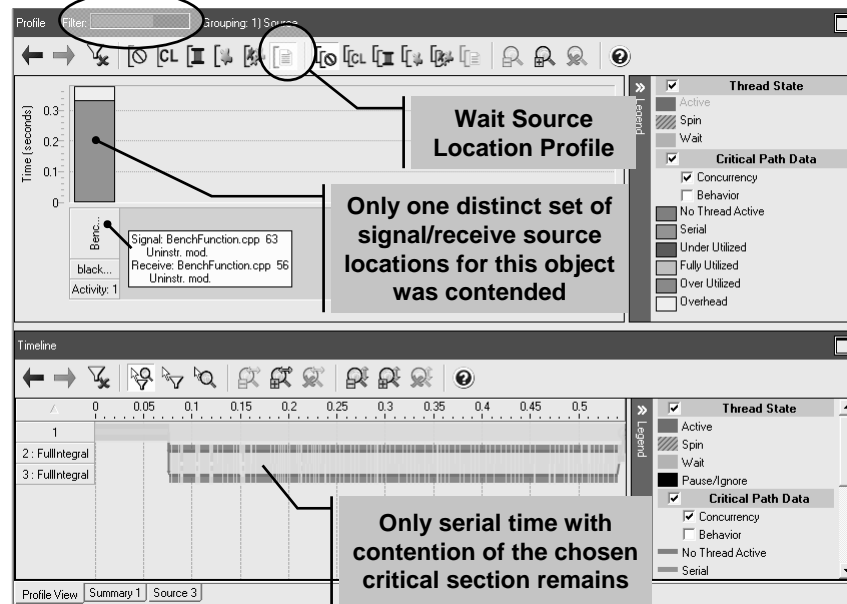 Profile Filter: Grouping: 1) Source
CL CL
Time (seconds)
0.3
0.2
0.1
0
Benc...
black...
Activity: 1
Signal: BenchFunction.cpp 63
Uninstr. mod.
Receive: BenchFunction.cpp 56
Uninstr. mod.
Wait Source
Location Profile
Only one distinct set of
signal/receive source
locations for this object
was contended
Legend
Thread State
Active
Spin
Wait
Critical Path Data
Concurrency
Behavior
No Thread Active
Serial
Under Utilized
Fully Utilized
Over Utilized
Overhead
Timeline
0 0.05 0.1 0.15 0.2 0.25 0.3 0.35 0.4 0.45 0.5
1
2 : FullIntegral
3 : FullIntegral
Only serial time with
contention of the chosen
critical section remains
Legend
Thread State
Active
Spin
Wait
Pause/Ignore
Critical Path Data
Concurrency
Behavior
No Thread Active
Serial
Profile View Summary 1 Source 3